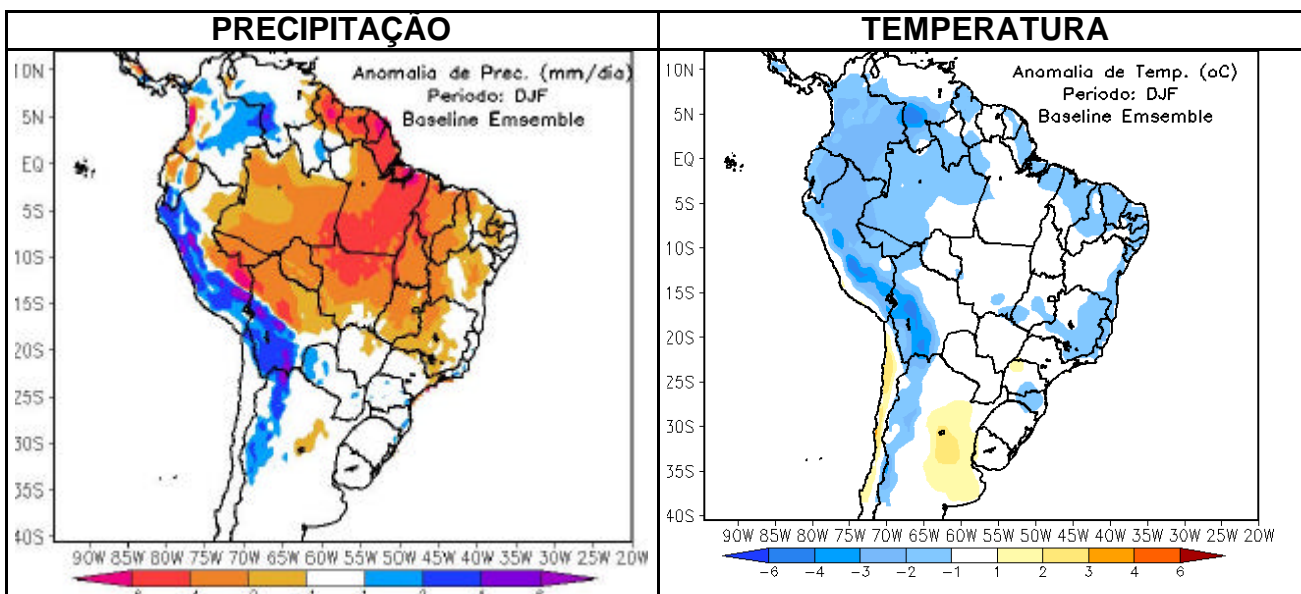 PRECIPITAÇÃO
TEMPERATURA
Anomalia de Prec. (mm/dia)
Periodo: DJF
Baseline Emsemble
10N
5N
EQ
5S
10S
15S
20S
25S
30S
35S
40S
90W 85W 80W 75W 70W 65W 60W 55W 50W 45W 40W 35W 30W 25W 20W
Anomalia de Temp. (oC)
Periodo: DJF
Baseline Emsemble
10N
5N
EQ
5S
10S
15S
20S
25S
30S
35S
40S
90W 85W 80W 75W 70W 65W 60W 55W 50W 45W 40W 35W 30W 25W 20W
-6 -4 -3 -2 -1 1 2 3 4 6